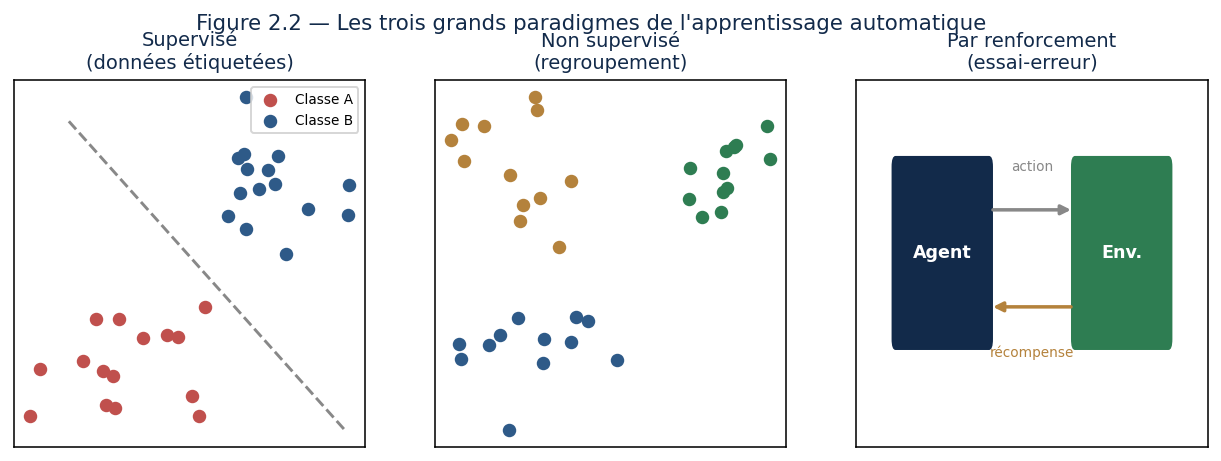 Figure 2.2 — Les trois grands paradigmes de l'apprentissage automatique
Supervisé
(données étiquetées)
Classe A
Classe B
Non supervisé
(regroupement)
Par renforcement
(essai-erreur)
action
Agent
Env.
récompense